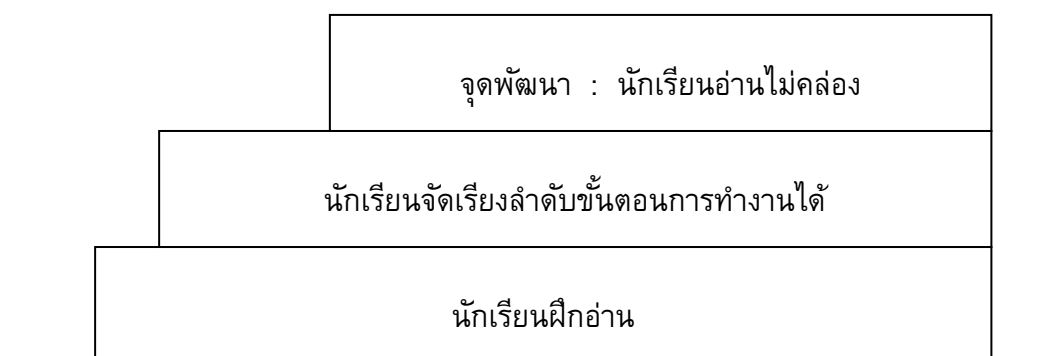 จุดพัฒนา : นักเรียนอ่านไม่คล่อง
นักเรียนจัดเรียงลำดับขั้นตอนการทำงานได้
นักเรียนฝึกอ่าน